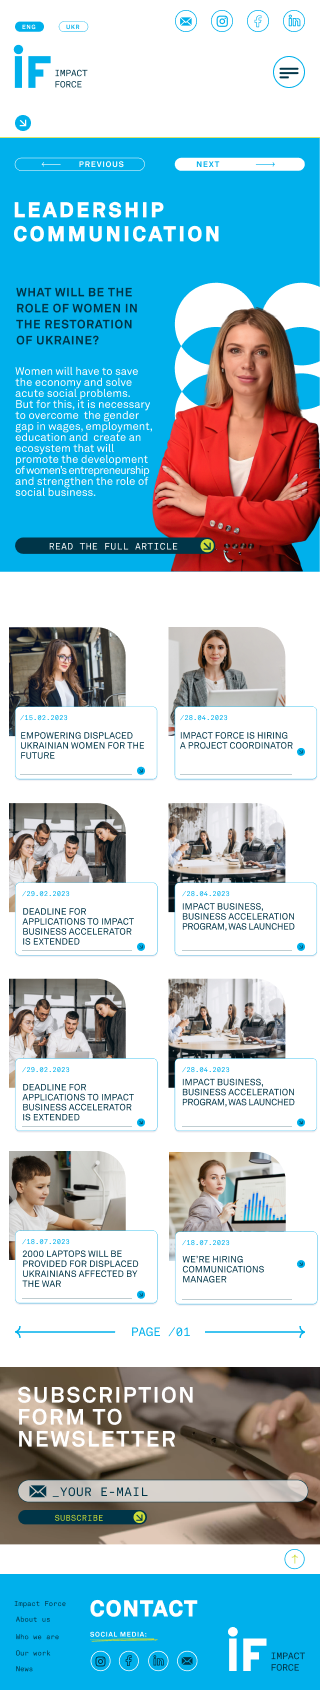 ENG UKR
iF IMPACT
FORCE
PREVIOUS NEXT
LEADERSHIP
COMMUNICATION
WHAT WILL BE THE
ROLE OF WOMEN IN
THE RESTORATION
OF UKRAINE?
Women will have to save
the economy and solve
acute social problems.
But for this, it is necessary
to overcome the gender
gap in wages, employment,
education and create an
ecosystem that will
promote the development
of women's entrepreneurship
and strengthen the role of
social business.
READ THE FULL ARTICLE
/15.02.2023
EMPOWERING DISPLACED
UKRAINIAN WOMEN FOR THE
FUTURE
/28.04.2023
IMPACT FORCE IS HIRING
A PROJECT COORDINATOR
/29.02.2023
DEADLINE FOR
APPLICATIONS TO IMPACT
BUSINESS ACCELERATOR
IS EXTENDED
/28.04.2023
IMPACT BUSINESS,
BUSINESS ACCELERATION
PROGRAM, WAS LAUNCHED
/29.02.2023
DEADLINE FOR
APPLICATIONS TO IMPACT
BUSINESS ACCELERATOR
IS EXTENDED
/28.04.2023
IMPACT BUSINESS,
BUSINESS ACCELERATION
PROGRAM, WAS LAUNCHED
/18.07.2023
2000 LAPTOPS WILL BE
PROVIDED FOR DISPLACED
UKRAINIANS AFFECTED BY
THE WAR
/18.07.2023
WE'RE HIRING
COMMUNICATIONS
MANAGER
PAGE /01
SUBSCRIPTION
FORM TO
NEWSLETTER
_YOUR E-MAIL
SUBSCRIBE
Impact Force
About us
Who we are
Our work
News
CONTACT
SOCIAL MEDIA:
iF IMPACT
FORCE